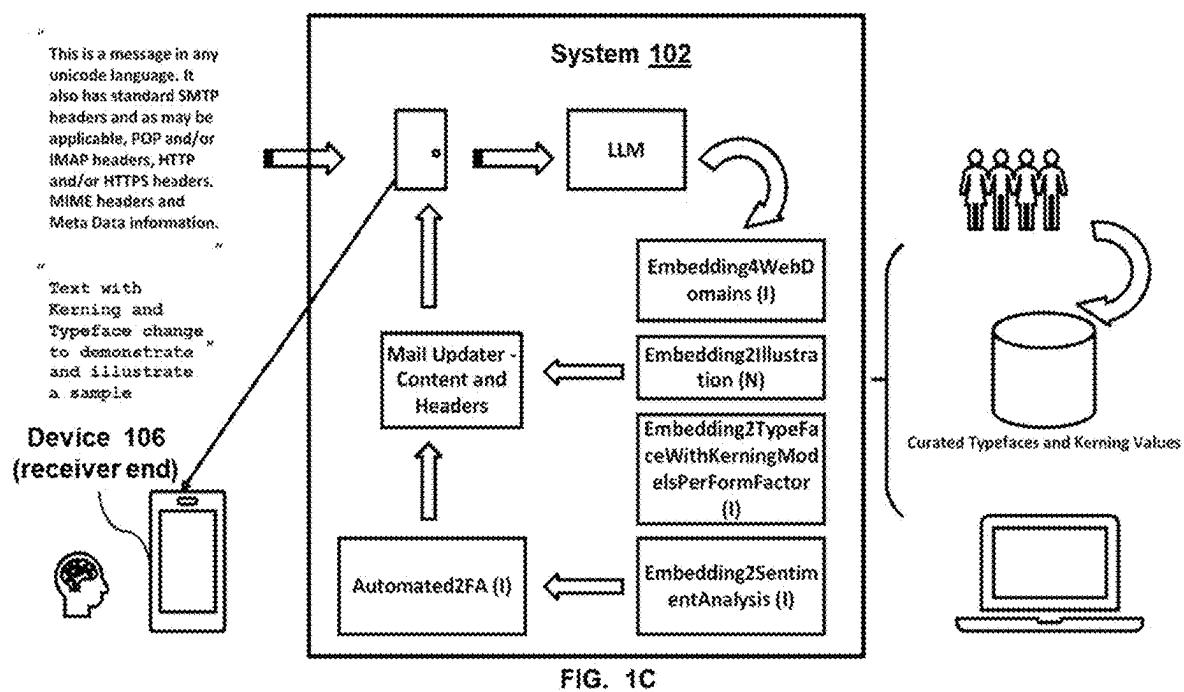 "
This is a message in any
unicode language. It
also has standard SMTP
headers and as may be
applicable, POP and/or
IMAP headers, HTTP
and/or HTTPS headers.
MIME headers and
Meta Data information.
"
"
Text with
Kerning and
Typeface change
to demonstrate "
and illustrate
a sample
Device 106
(receiver end)
System 102
LLM
Embedding4WebD
omains (I)
Embedding2Illustra
tion (N)
Embedding2TypeFa
ceWithKerningMod
elsPerFormFactor
(I)
Embedding2Sentim
entAnalysis (I)
Mail Updater -
Content and
Headers
Automated2FA (I)
Curated Typefaces and Kerning Values
FIG. 1C